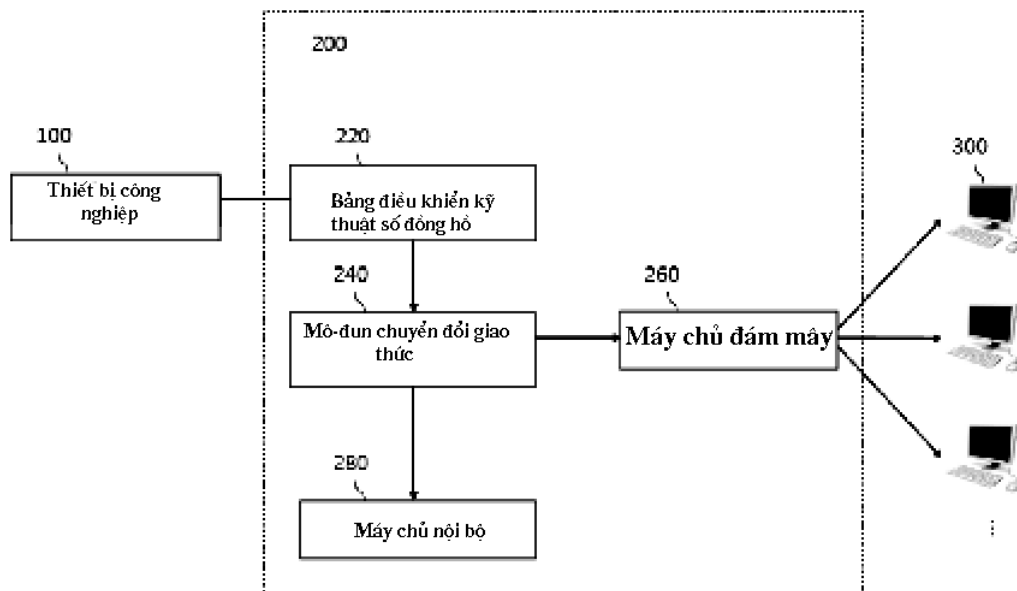 200
100
Thiết bị công
nghiệp
220
Bảng điều khiển kỹ
thuật số đồng hồ
240
Mô-đun chuyển đổi giao
thức
260
Máy chủ đám mây
300
280
Máy chủ nội bộ